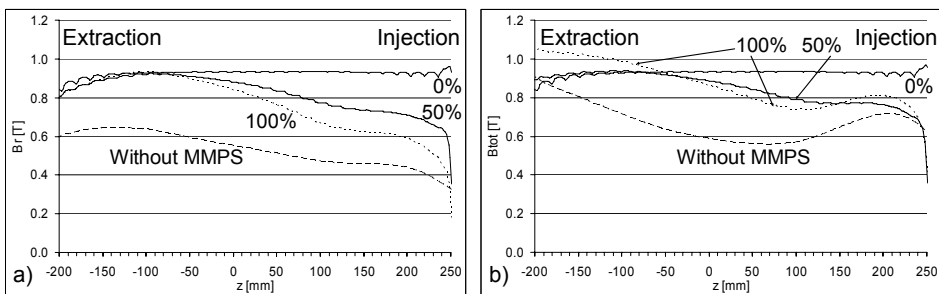 1.2
Extraction
Injection
1.0
0%
0.8
50%
100%
0.6
Without MMPS
0.4
0.2
0.0
Br [T]
-200 -150 -100 -50 0 50 100 150 200 250
z [mm]
a)
1.2
Extraction
100%
50%
Injection
1.0
0%
0.8
0.6
Without MMPS
0.4
0.2
0.0
Btot [T]
-200 -150 -100 -50 0 50 100 150 200 250
z [mm]
b)